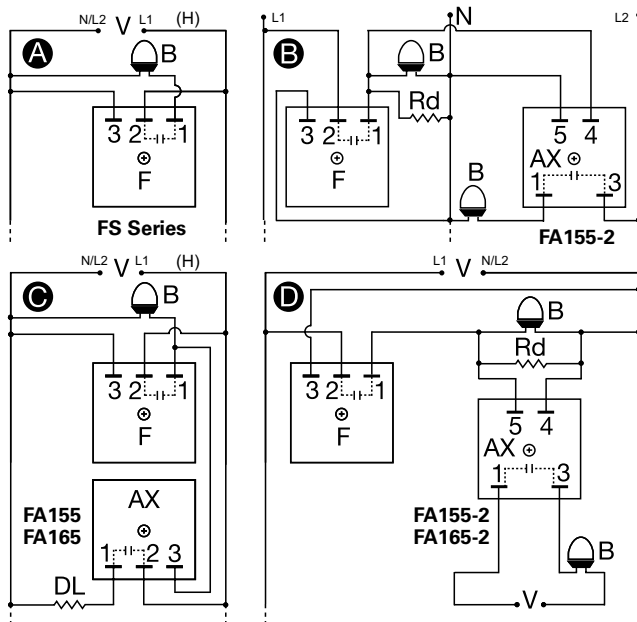 N/L2 V L1 (H)
A
B
3 2 1
F
FS Series
L1 N L2
B
B
Rd
3 2 1
F
5 4
AX
B
1 3
FA155-2
N/L2 V L1 (H)
C
B
3 2 1
F
AX
FA155
FA165
1 2 3
DL
L1 V N/L2
D
B
Rd
3 2 1
F
5 4
AX
1 3
FA155-2
FA165-2
B
V